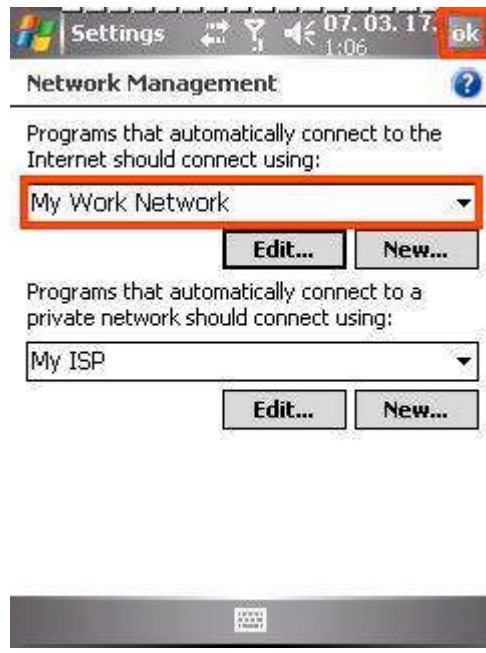 Settings
07. 03. 17.
1:06
ok
Network Management
?
Programs that automatically connect to the
Internet should connect using:
My Work Network
Edit... New...
Programs that automatically connect to a
private network should connect using:
My ISP
Edit... New...